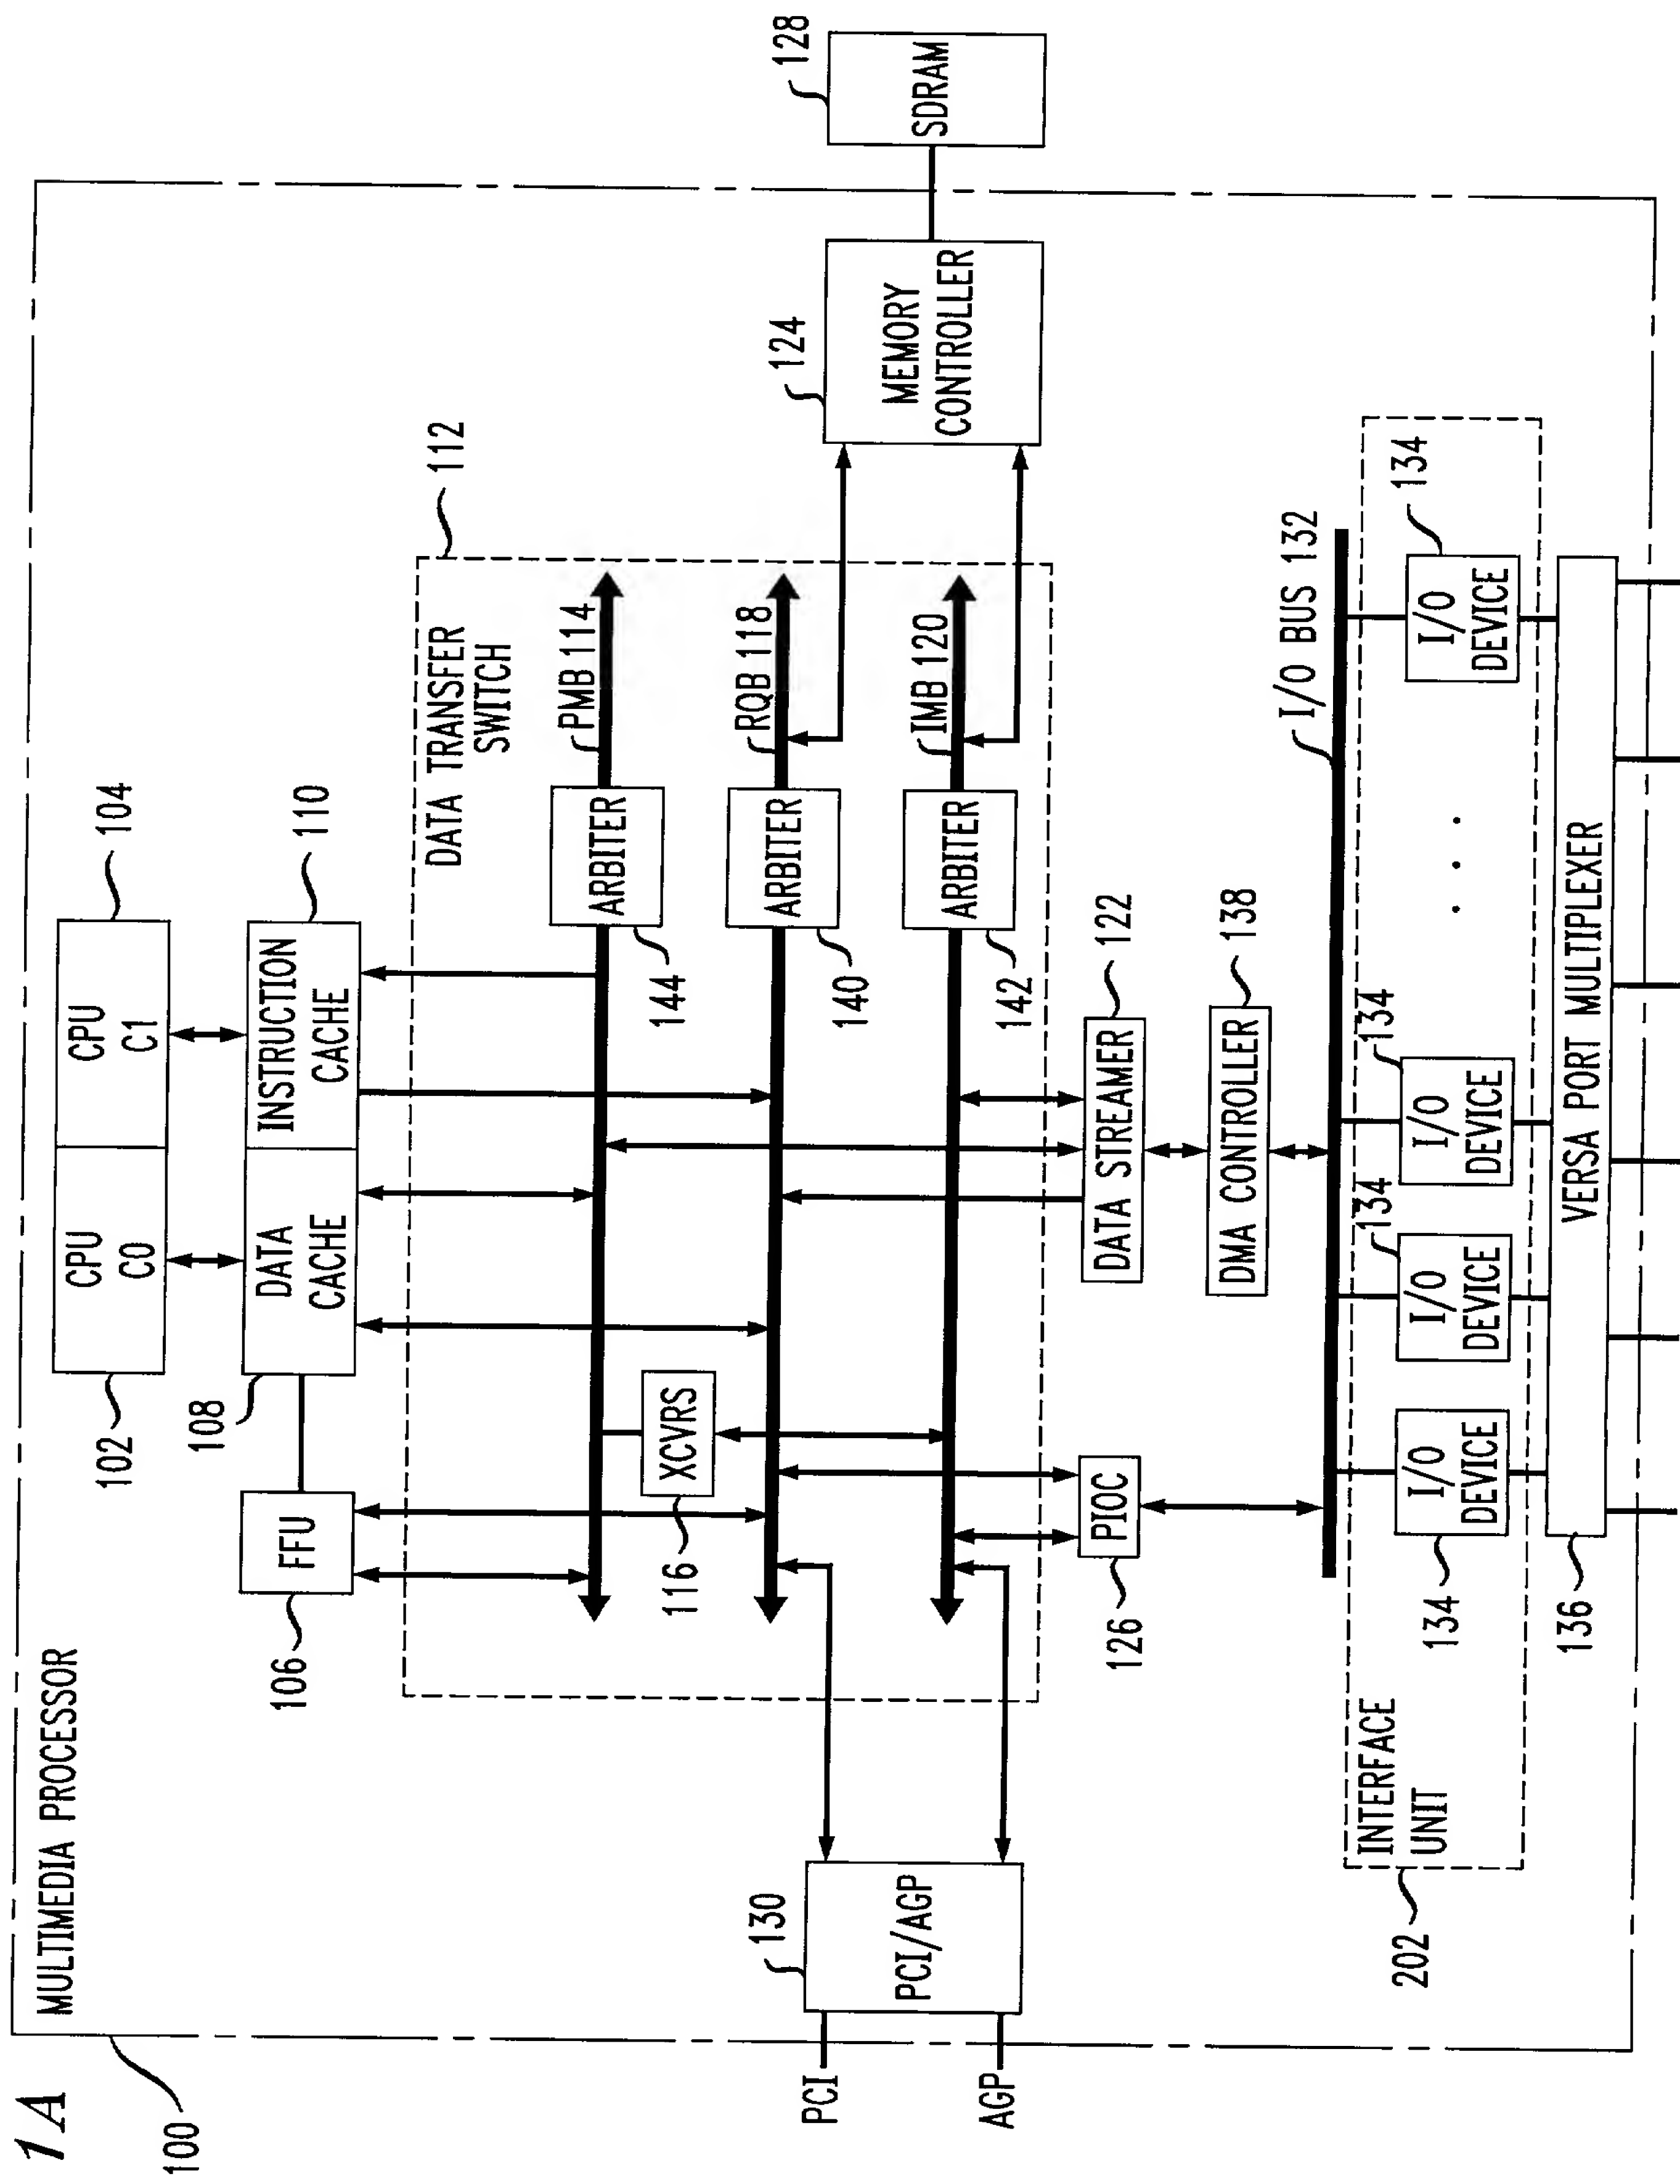 1A
100
MULTIMEDIA PROCESSOR
CPU
C0
CPU
C1
102
104
106
FFU
108
DATA
CACHE
INSTRUCTION
CACHE
110
DATA TRANSFER
SWITCH
112
144
ARBITER
PMB 114
XCVRS
116
140
ARBITER
RQB 118
142
ARBITER
IMB 120
130
PCI/AGP
PCI
AGP
124
MEMORY
CONTROLLER
128
SDRAM
126
PIOC
DATA STREAMER
122
DMA CONTROLLER
138
I/O BUS 132
INTERFACE
UNIT
202
134
I/O
DEVICE
134
I/O
DEVICE
134
I/O
DEVICE
. . .
134
I/O
DEVICE
136
VERSA PORT MULTIPLEXER